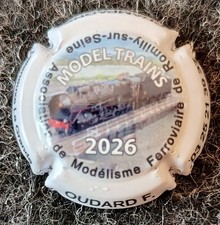 MODEL TRAINS
2026
Association de Modélisme Ferroviaire de Romilly-sur-Seine
OUDARD F.